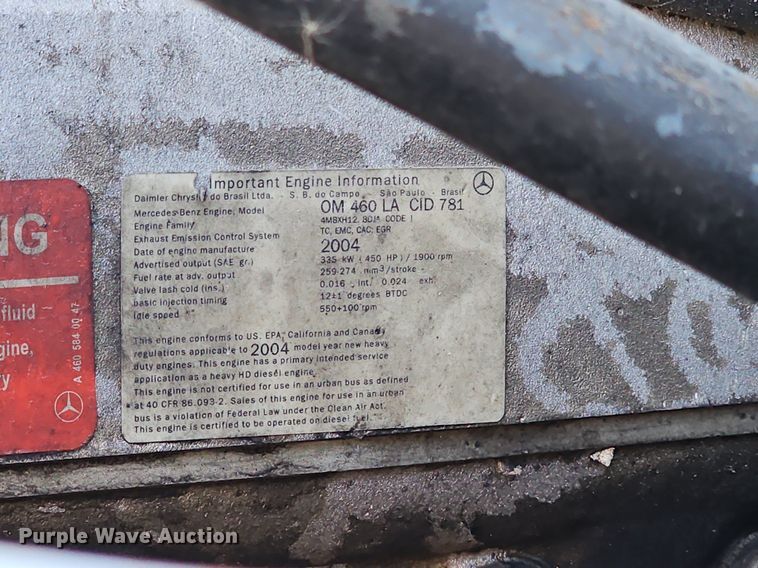 Important Engine Information
Daimler Chrysler do Brasil Ltda. - S. B. do Campo - São Paulo - Brasil
Mercedes-Benz Engine, Model OM 460 LA CID 781
Engine Family 4MBXH12.8DJA CODE 1
Exhaust Emission Control System TC, EMC, CAC, EGR
Date of engine manufacture 2004
Advertised output (SAE gr.) 335 kW (450 HP) / 1900 rpm
Fuel rate at adv. output 259.274 mm³/stroke -
Valve lash cold (ins.) 0.016 , int. 0.024 exh.
basic injection timing 12±1 degrees BTDC
Idle speed 550+100 rpm
This engine conforms to US. EPA, California and Canada
regulations applicable to 2004 model year new heavy
duty engines. This engine has a primary intended service
application as a heavy HD diesel engine.
This engine is not certified for use in an urban bus as defined
at 40 CFR 86.093-2. Sales of this engine for use in an urban
bus is a violation of Federal Law under the Clean Air Act.
This engine is certified to be operated on diesel fuel.
NG
fluid
gine,
ry
A 460 584 00 47
Purple Wave Auction